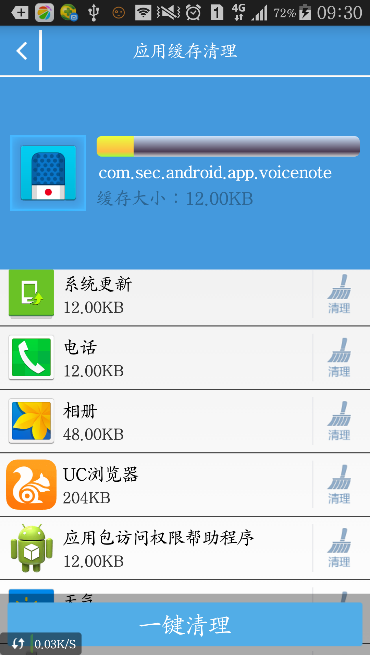 4G 72% 09:30
应用缓存清理
com.sec.android.app.voicenote
缓存大小：12.00KB
系统更新
12.00KB
清理
电话
12.00KB
清理
相册
48.00KB
清理
UC浏览器
204KB
清理
应用包访问权限帮助程序
12.00KB
清理
天气
一键清理
0.03K/S